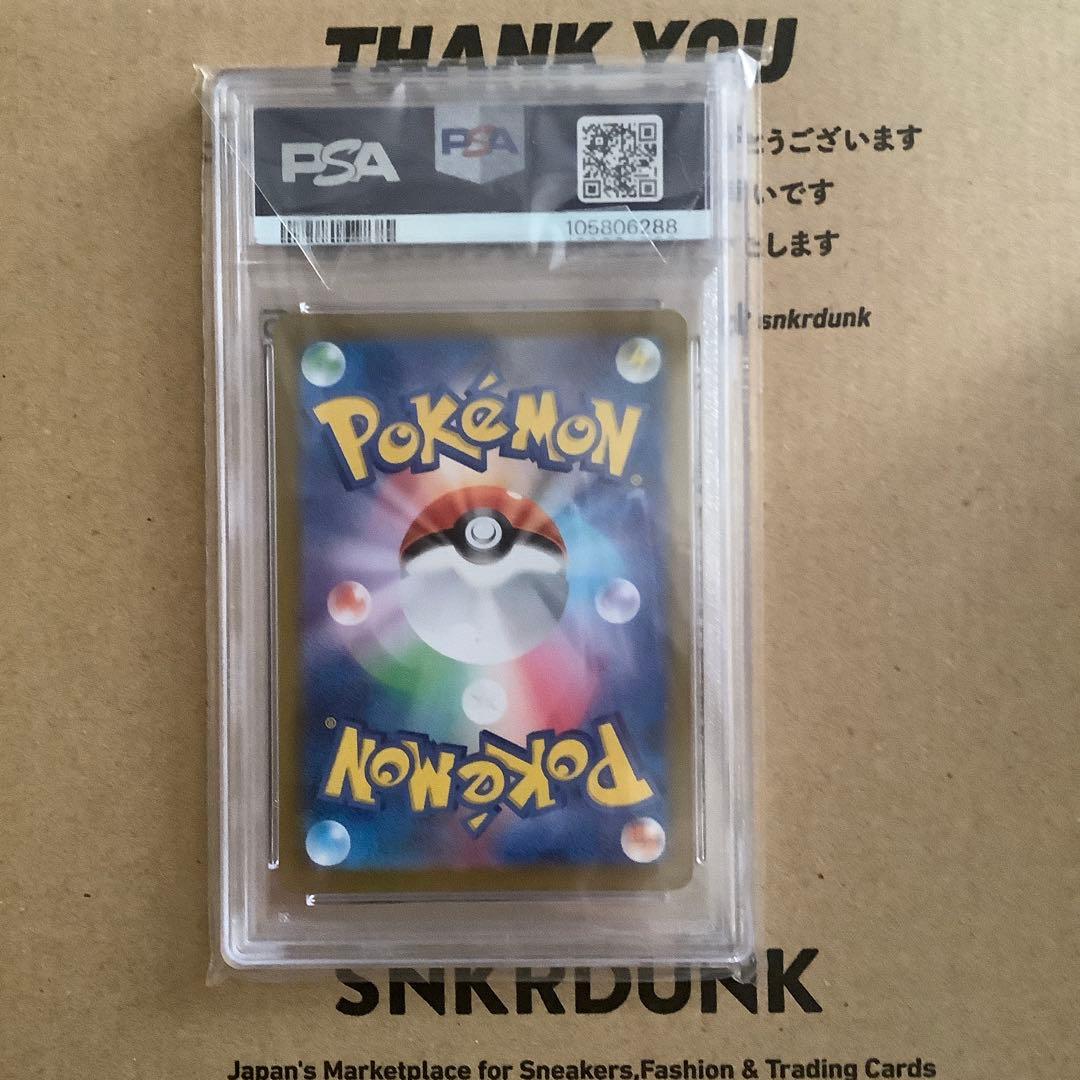 THANK YOU
とうございます
いです
とします
snkrdunk
PSA
PSA
105806288
POKéMON
POKéMON
SNKRDUNK
Japan's Marketplace for Sneakers,Fashion & Trading Cards